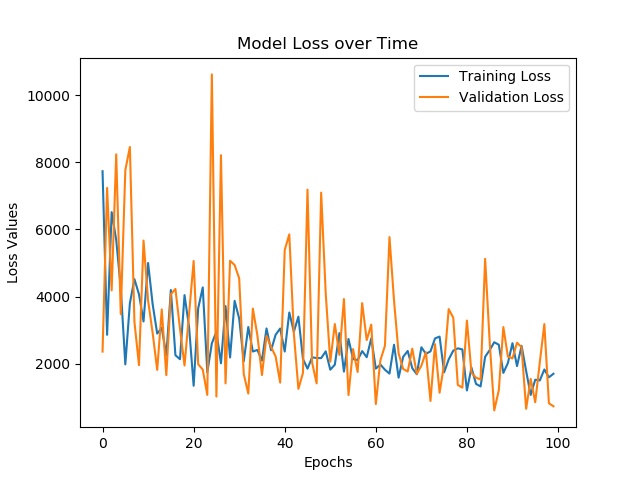 Model Loss over Time
Training Loss
Validation Loss
Loss Values
10000
8000
6000
4000
2000
0 20 40 60 80 100
Epochs